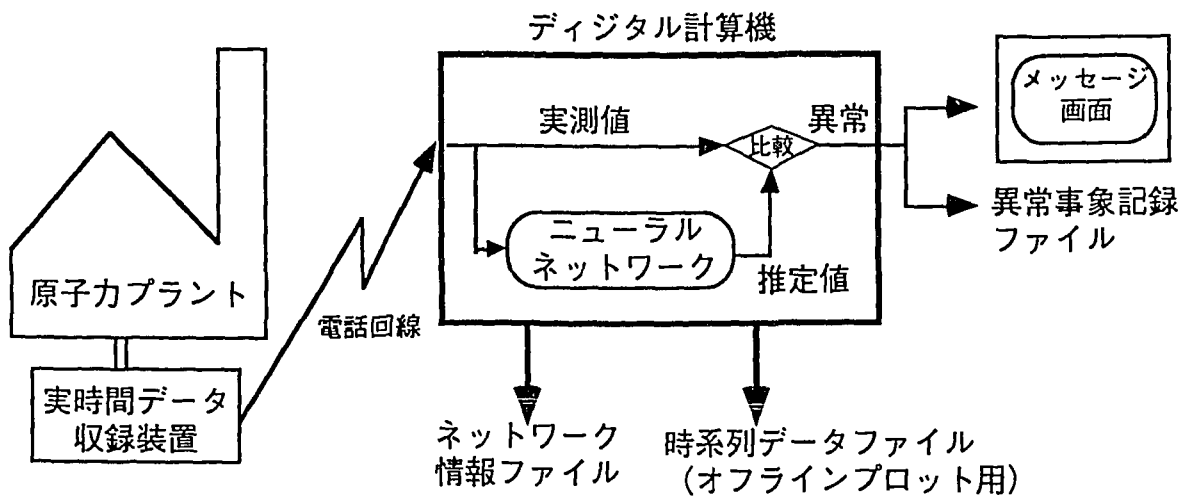 ディジタル計算機
メッセージ
画面
実測値
比較
異常
異常事象記録
ファイル
ニューラル
ネットワーク
推定値
原子力プラント
電話回線
実時間データ
収録装置
ネットワーク
情報ファイル
時系列データファイル
(オフラインプロット用)